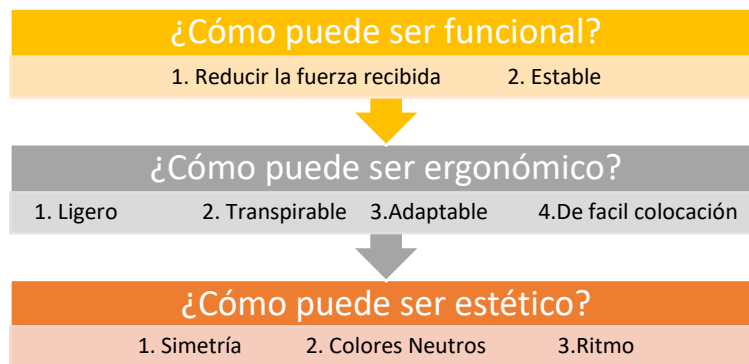 ¿Cómo puede ser funcional?
1. Reducir la fuerza recibida 2. Estable
¿Cómo puede ser ergonómico?
1. Ligero 2. Transpirable 3.Adaptable 4.De facil colocación
¿Cómo puede ser estético?
1. Simetría 2. Colores Neutros 3.Ritmo